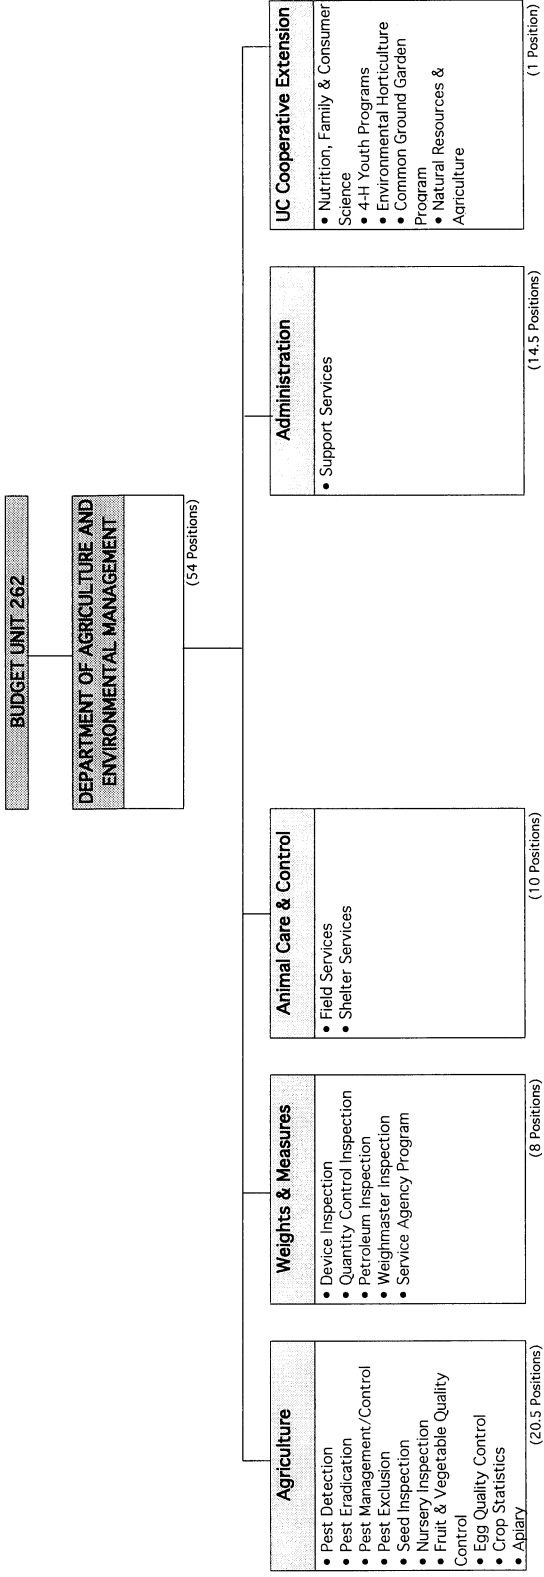 BUDGET UNIT 262
DEPARTMENT OF AGRICULTURE AND
ENVIRONMENTAL MANAGEMENT
(54 Positions)
Agriculture
• Pest Detection
• Pest Eradication
• Pest Management/Control
• Pest Exclusion
• Seed Inspection
• Nursery Inspection
• Fruit & Vegetable Quality
Control
• Egg Quality Control
• Crop Statistics
• Apiary
(20.5 Positions)
Weights & Measures
• Device Inspection
• Quantity Control Inspection
• Petroleum Inspection
• Weighmaster Inspection
• Service Agency Program
(8 Positions)
Animal Care & Control
• Field Services
• Shelter Services
(10 Positions)
Administration
• Support Services
(14.5 Positions)
UC Cooperative Extension
• Nutrition, Family & Consumer
Science
• 4-H Youth Programs
• Environmental Horticulture
• Common Ground Garden
Program
• Natural Resources &
Agriculture
(1 Position)